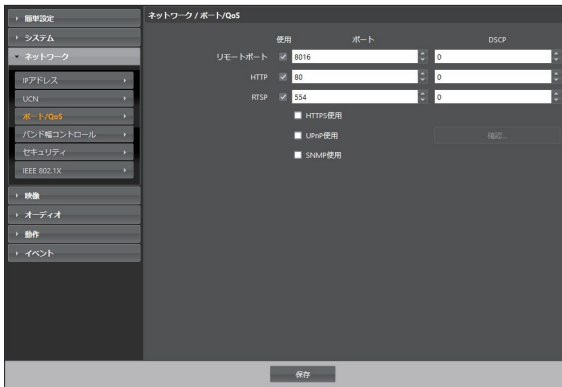 簡単設定
システム
ネットワーク
IPアドレス
UCN
ポート/QoS
バンド幅コントロール
セキュリティ
IEEE 802.1X
映像
オーディオ
動作
イベント
ネットワーク / ポート/QoS
使用 ポート DSCP
リモートポート 8016 0
HTTP 80 0
RTSP 554 0
HTTPS使用
UPnP使用 確認...
SNMP使用
保存